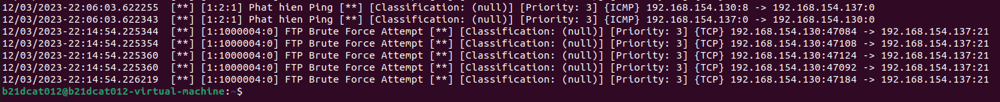 12/03/2023-22:06:03.622255  [**] [1:2:1] Phat hien Ping [**] [Classification: (null)] [Priority: 3] {ICMP} 192.168.154.130:8 -> 192.168.154.137:0
12/03/2023-22:06:03.622343  [**] [1:2:1] Phat hien Ping [**] [Classification: (null)] [Priority: 3] {ICMP} 192.168.154.137:0 -> 192.168.154.130:0
12/03/2023-22:14:54.225344  [**] [1:1000004:0] FTP Brute Force Attempt [**] [Classification: (null)] [Priority: 3] {TCP} 192.168.154.130:47084 -> 192.168.154.137:21
12/03/2023-22:14:54.225354  [**] [1:1000004:0] FTP Brute Force Attempt [**] [Classification: (null)] [Priority: 3] {TCP} 192.168.154.130:47108 -> 192.168.154.137:21
12/03/2023-22:14:54.225360  [**] [1:1000004:0] FTP Brute Force Attempt [**] [Classification: (null)] [Priority: 3] {TCP} 192.168.154.130:47124 -> 192.168.154.137:21
12/03/2023-22:14:54.225360  [**] [1:1000004:0] FTP Brute Force Attempt [**] [Classification: (null)] [Priority: 3] {TCP} 192.168.154.130:47092 -> 192.168.154.137:21
12/03/2023-22:14:54.226219  [**] [1:1000004:0] FTP Brute Force Attempt [**] [Classification: (null)] [Priority: 3] {TCP} 192.168.154.130:47184 -> 192.168.154.137:21
b21dcat012@b21dcat012-virtual-machine:~$